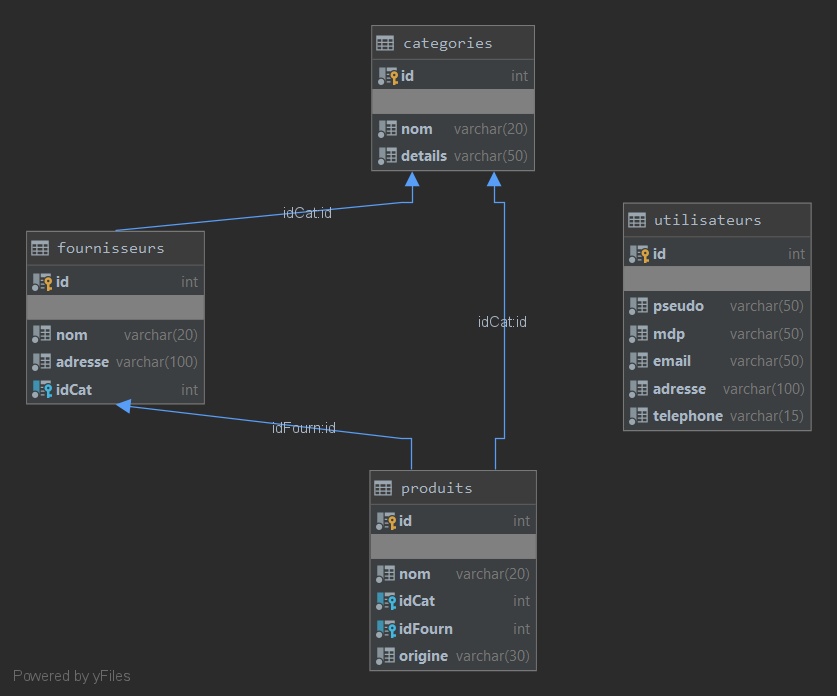 categories
id int
nom varchar(20)
details varchar(50)
idCat:id
utilisateurs
id int
pseudo varchar(50)
mdp varchar(50)
email varchar(50)
adresse varchar(100)
telephone varchar(15)
fournisseurs
id int
nom varchar(20)
adresse varchar(100)
idCat int
idCat:id
idFourn:id
produits
id int
nom varchar(20)
idCat int
idFourn int
origine varchar(30)
Powered by yFiles